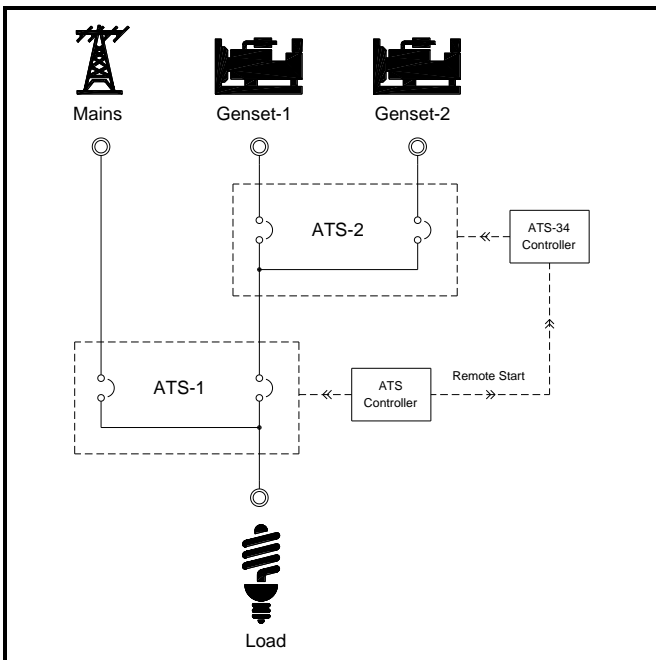 Mains
Genset-1
Genset-2
ATS-2
ATS-34
Controller
ATS-1
ATS
Controller
Remote Start
Load